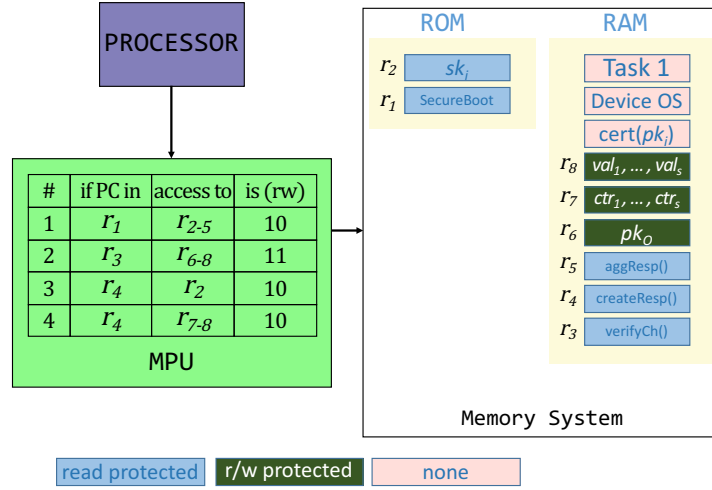 PROCESSOR
# if PC in access to is (rw)
1 r1 r2-5 10
2 r3 r6-8 11
3 r4 r2 10
4 r4 r7-8 10
MPU
ROM
r2 ski
r1 SecureBoot
RAM
Task 1
Device OS
cert(pki)
r8 val1, ... , vals
r7 ctr1, ... , ctrs
r6 pkO
r5 aggResp()
r4 createResp()
r3 verifyCh()
Memory System
read protected
r/w protected
none